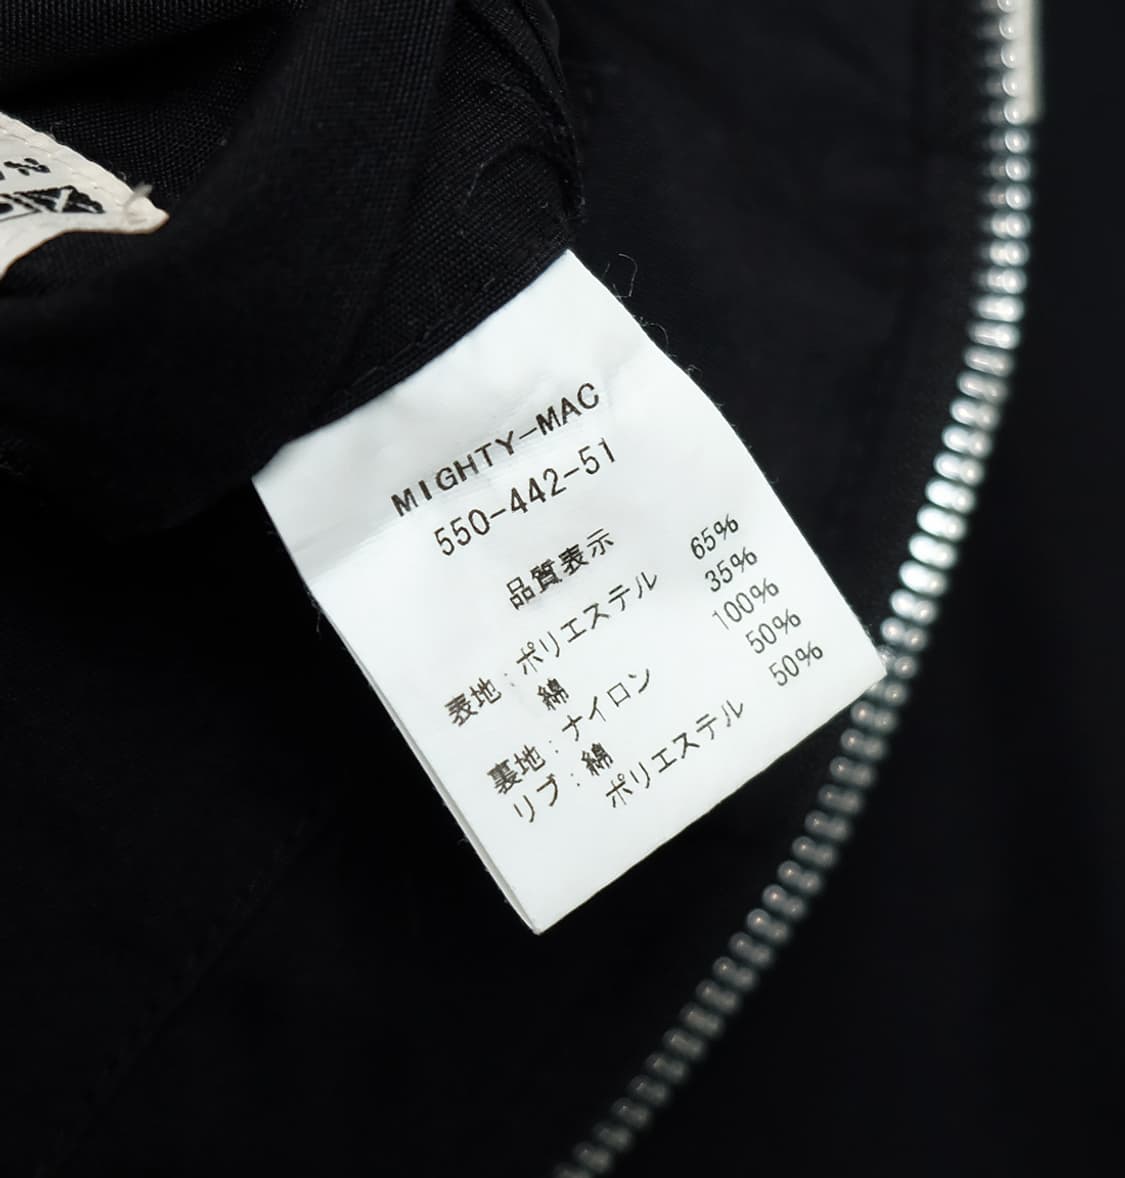 MIGHTY-MAC
550-442-51
品質表示
表地:ポリエステル 65%
綿 35%
裏地:ナイロン 100%
リブ:綿 50%
ポリエステル 50%